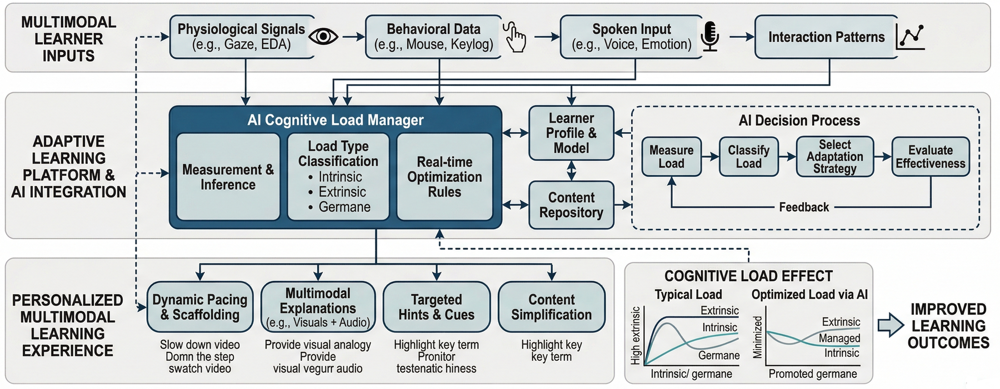 MULTIMODAL
LEARNER
INPUTS
Physiological Signals
(e.g., Gaze, EDA)
Behavioral Data
(e.g., Mouse, Keylog)
Spoken Input
(e.g., Voice, Emotion)
Interaction Patterns
ADAPTIVE
LEARNING
PLATFORM &
AI INTEGRATION
AI Cognitive Load Manager
Measurement &
Inference
Load Type
Classification
• Intrinsic
• Extrinsic
• Germane
Real-time
Optimization
Rules
Learner
Profile &
Model
Content
Repository
AI Decision Process
Measure
Load
Classify
Load
Select
Adaptation
Strategy
Evaluate
Effectiveness
Feedback
PERSONALIZED
MULTIMODAL
LEARNING
EXPERIENCE
Dynamic Pacing
& Scaffolding
Slow down video
Domn the step
swatch video
Multimodal
Explanations
(e.g., Visuals + Audio)
Provide visual analogy
Provide
visual vegurr audio
Targeted
Hints & Cues
Highlight key term
Pronitor
testenatic hiness
Content
Simplification
Highlight key
key term
COGNITIVE LOAD EFFECT
Typical Load
High extrinsic
Extrinsic
Intrinsic
Germane
Intrinsic/ germane
Optimized Load via AI
Minimized
Extrinsic
Managed
Intrinsic
Promoted germane
IMPROVED
LEARNING
OUTCOMES